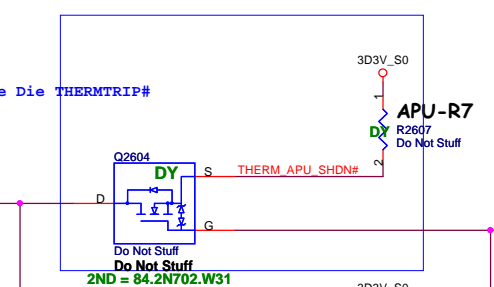 3D3V_S0
e Die THERMTRIP#
1
APU-R7
DY
R2607
Do Not Stuff
2
Q2604
DY
S
THERM_APU_SHDN#
D
G
Do Not Stuff
Do Not Stuff
2ND = 84.2N702.W31
3D3V_S0